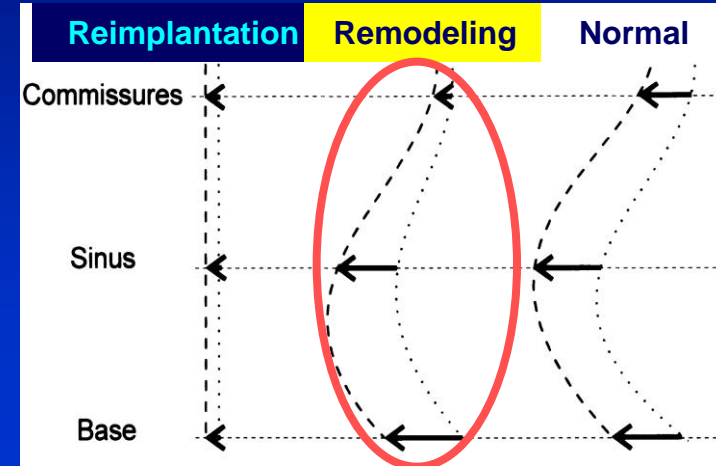 Reimplantation Remodeling Normal
Commissures
Sinus
Base